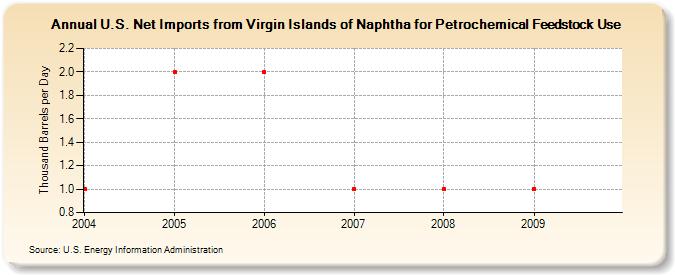 Annual U.S. Net Imports from Virgin Islands of Naphtha for Petrochemical Feedstock Use
Thousand Barrels per Day
2.2
2.0
1.8
1.6
1.4
1.2
1.0
0.8
2004 2005 2006 2007 2008 2009
Source: U.S. Energy Information Administration